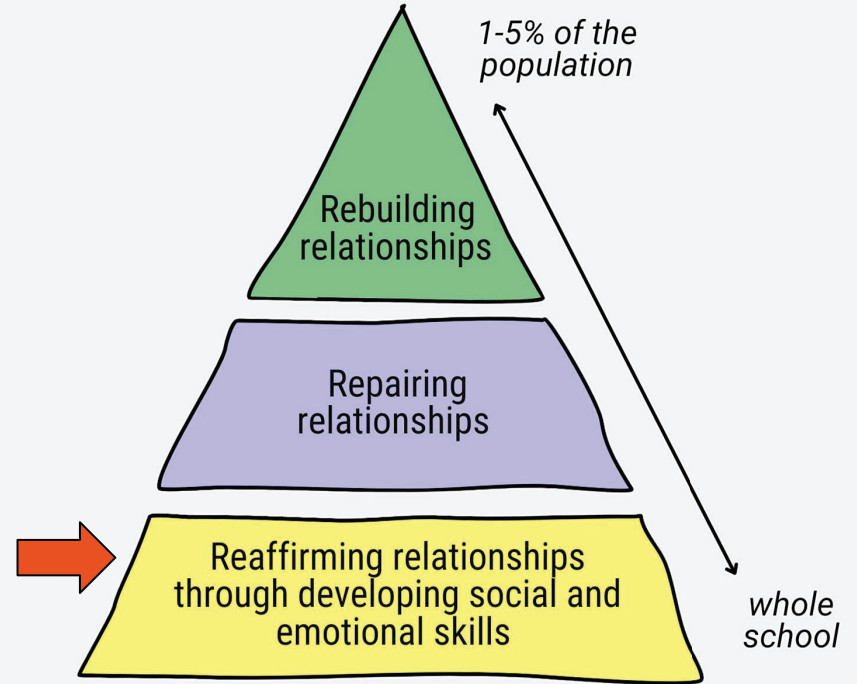 1-5% of the
population
Rebuilding
relationships
Repairing
relationships
Reaffirming relationships
through developing social and
emotional skills
whole
school